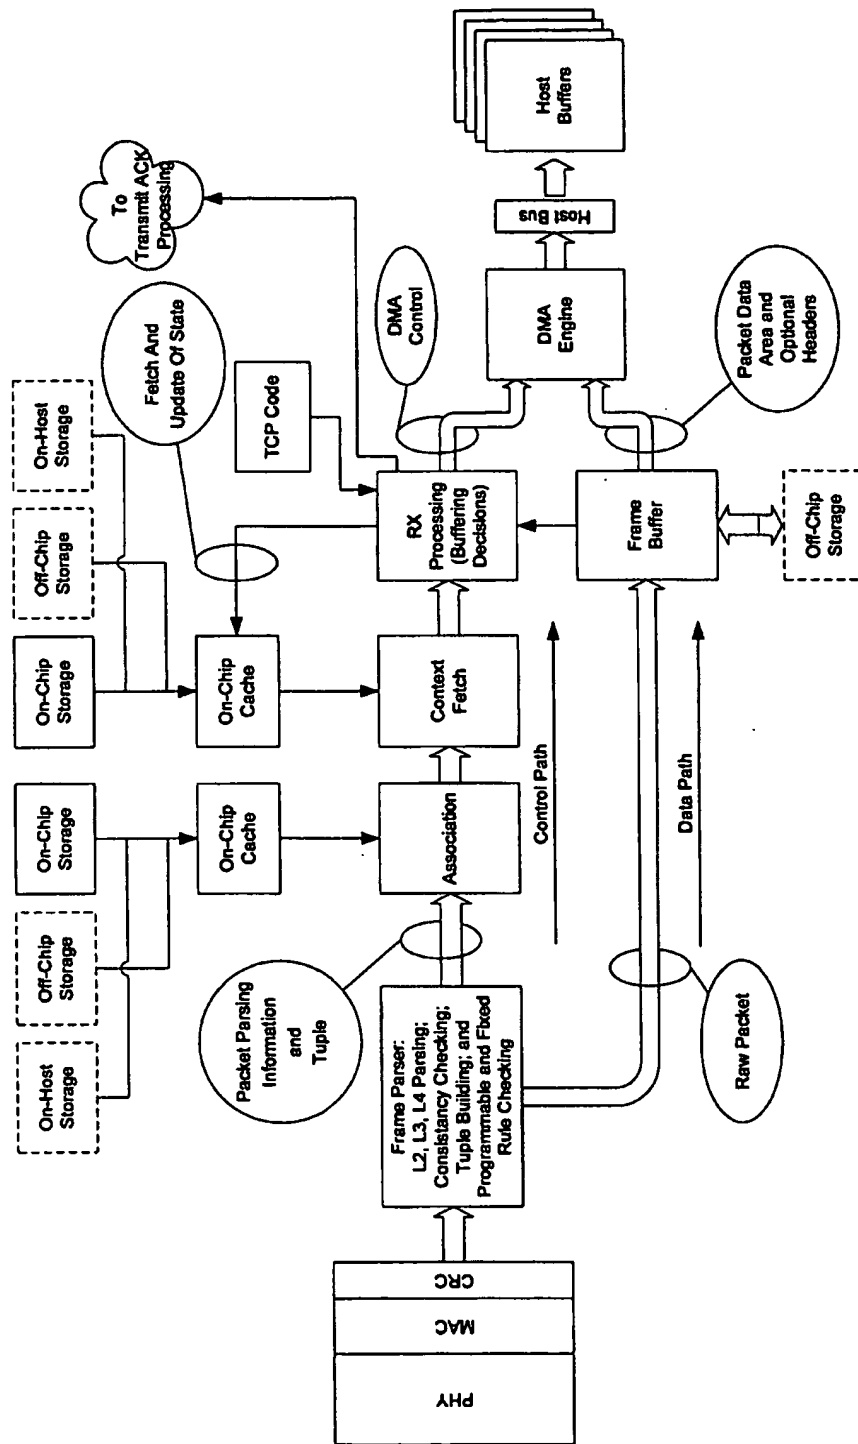 On-Host
Storage
Off-Chip
Storage
On-Chip
Storage
On-Chip
Storage
Off-Chip
Storage
On-Host
Storage
Fetch And
Update Of State
To
Transmit ACK
Processing
On-Chip
Cache
On-Chip
Cache
TCP Code
Packet Parsing
Information
and
Tuple
DMA
Control
PHY
MAC
CRC
Frame Parser:
L2, L3, L4 Parsing;
Consistancy Checking;
Tuple Building; and
Programmable and Fixed
Rule Checking
Association
Context
Fetch
RX
Processing
(Buffering
Decisions)
DMA
Engine
Host Bus
Host
Buffers
Control Path
Data Path
Raw Packet
Frame
Buffer
Packet Data
Area and
Optional
Headers
Off-Chip
Storage